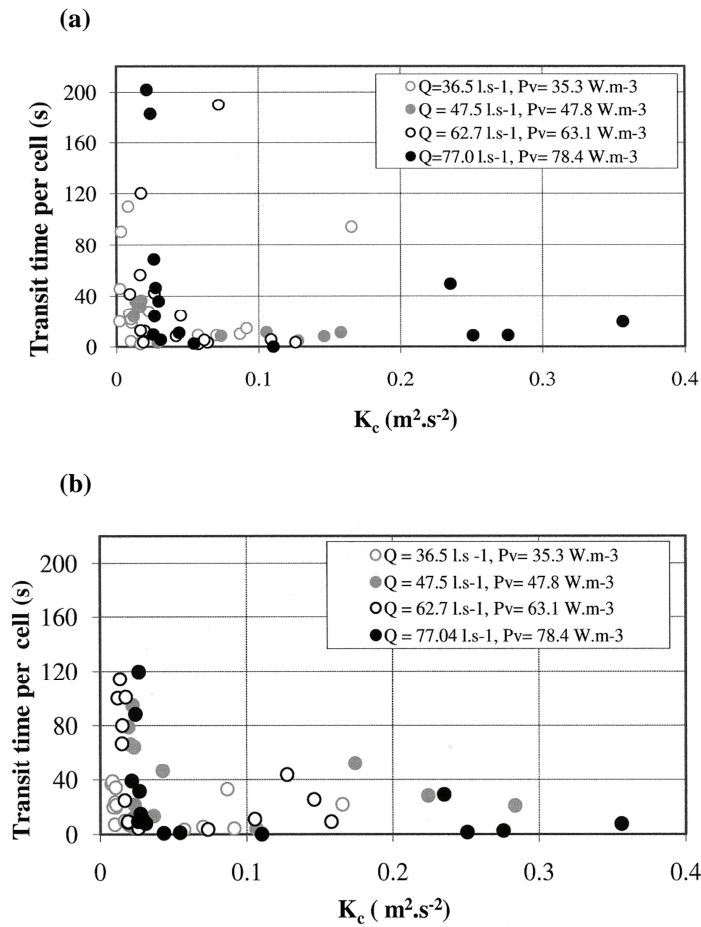 (a)
Transit time per cell (s)
200
160
120
80
40
0
Q=36.5 l.s-1, Pv= 35.3 W.m-3
Q = 47.5 l.s-1, Pv= 47.8 W.m-3
Q = 62.7 l.s-1, Pv= 63.1 W.m-3
Q=77.0 l.s-1, Pv= 78.4 W.m-3
0 0.1 0.2 0.3 0.4
Kc (m².s⁻²)
(b)
Transit time per cell (s)
200
160
120
80
40
0
Q = 36.5 l.s -1, Pv= 35.3 W.m-3
Q = 47.5 l.s-1, Pv= 47.8 W.m-3
Q = 62.7 l.s-1, Pv= 63.1 W.m-3
Q = 77.04 l.s-1, Pv= 78.4 W.m-3
0 0.1 0.2 0.3 0.4
Kc ( m².s⁻²)